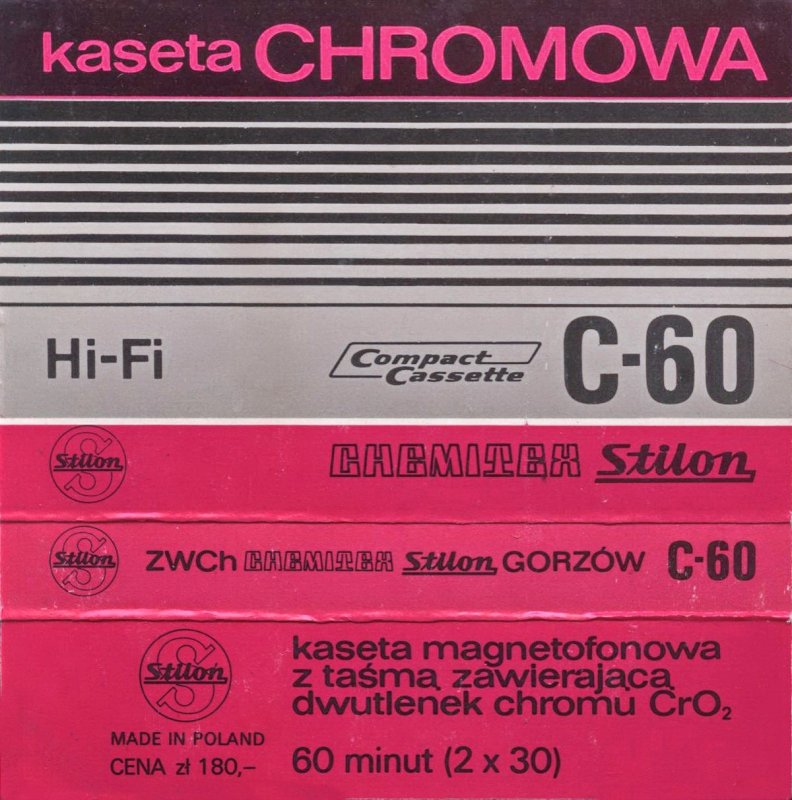 kaseta CHROMOWA
Hi-Fi
Compact Cassette
C-60
Stilon
CHEMITEX Stilon
Stilon
ZWCh CHEMITEX Stilon GORZÓW C-60
Stilon
kaseta magnetofonowa
z taśmą zawierającą
dwutlenek chromu CrO₂
MADE IN POLAND
CENA zł 180,–
60 minut (2 x 30)